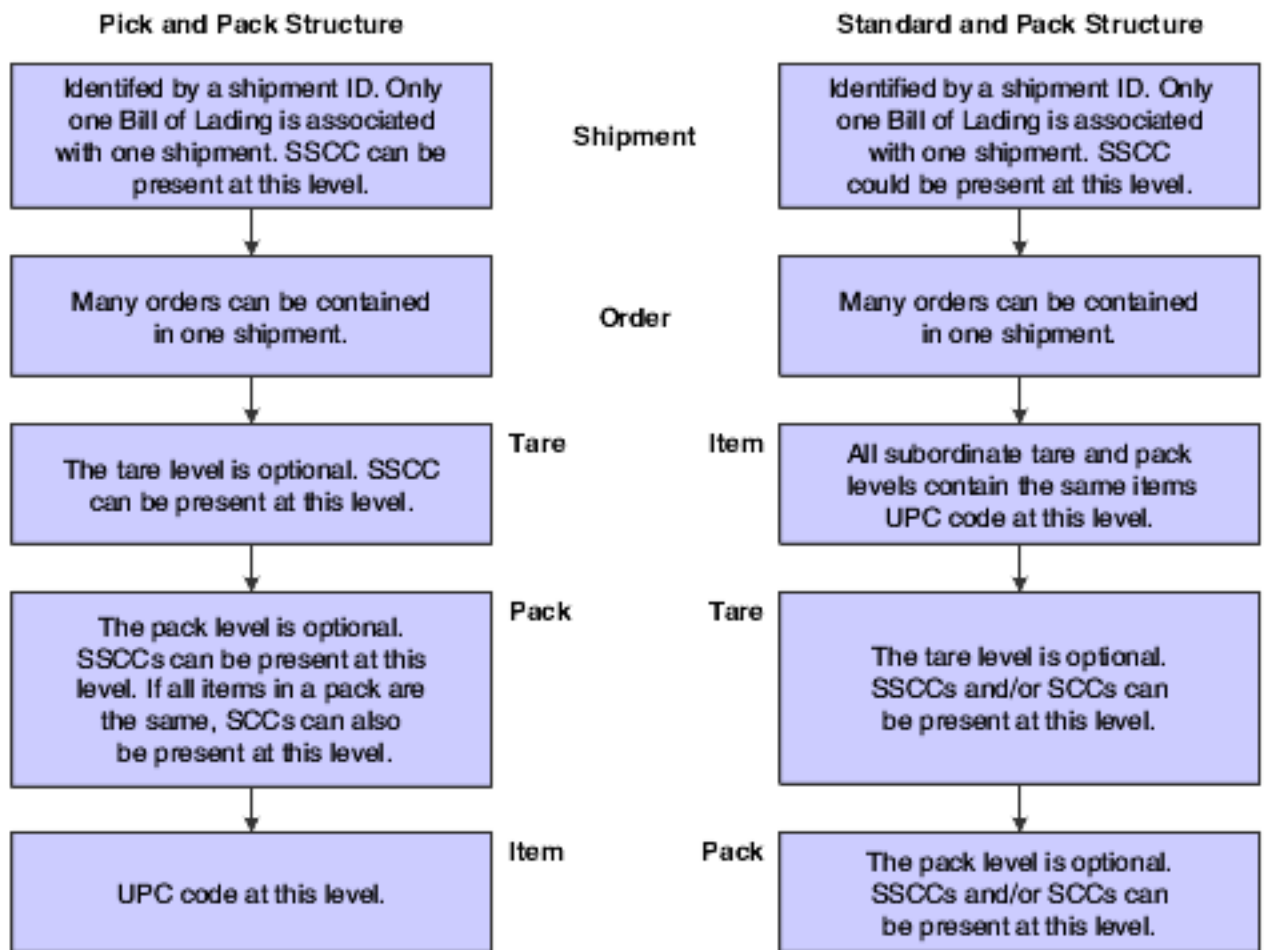 Pick and Pack Structure
Standard and Pack Structure
Identifed by a shipment ID. Only
one Bill of Lading is associated
with one shipment. SSCC can be
present at this level.
Shipment
Identified by a shipment ID. Only
one Bill of Lading is associated
with one shipment. SSCC
could be present at this level.
Many orders can be contained
in one shipment.
Order
Many orders can be contained
in one shipment.
Tare
The tare level is optional. SSCC
can be present at this level.
Item
All subordinate tare and pack
levels contain the same items
UPC code at this level.
Pack
The pack level is optional.
SSCCs can be present at this
level. If all items in a pack are
the same, SCCs can also
be present at this level.
Tare
The tare level is optional.
SSCCs and/or SCCs can
be present at this level.
Item
UPC code at this level.
Pack
The pack level is optional.
SSCCs and/or SCCs can
be present at this level.